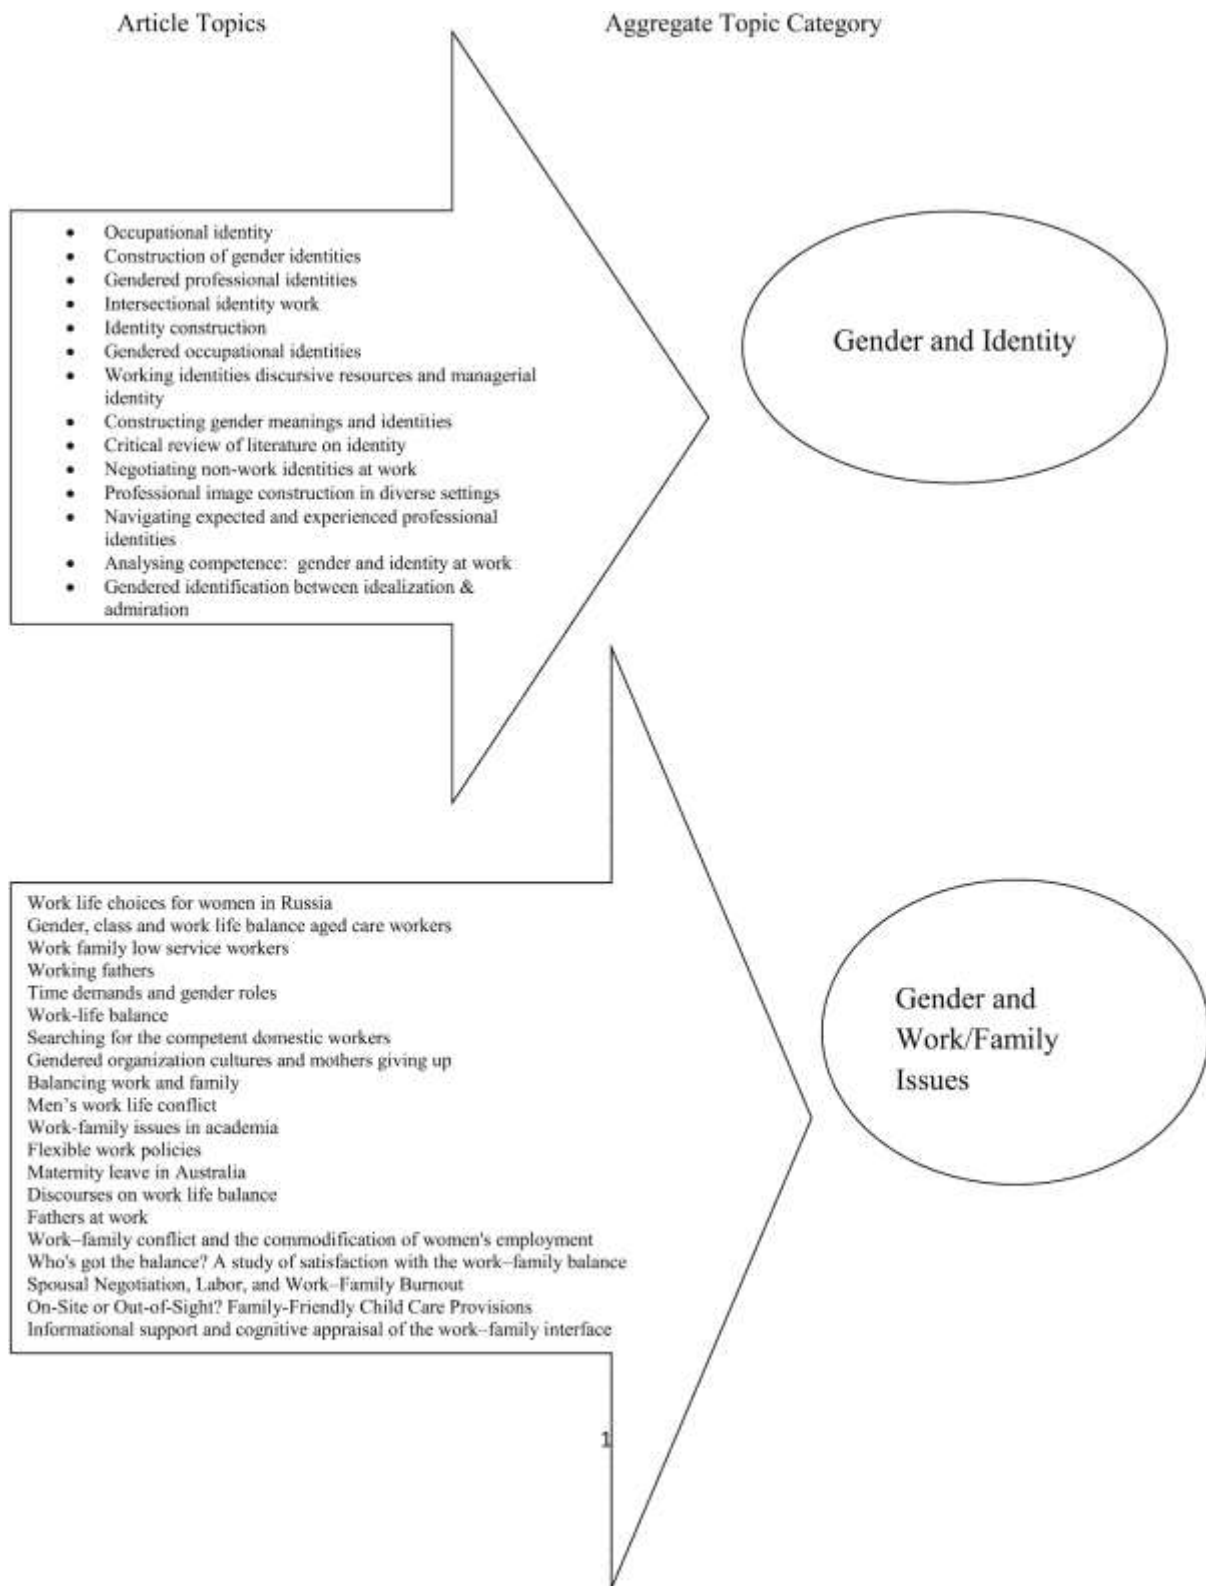 Article Topics
Aggregate Topic Category
• Occupational identity
• Construction of gender identities
• Gendered professional identities
• Intersectional identity work
• Identity construction
• Gendered occupational identities
• Working identities discursive resources and managerial
identity
• Constructing gender meanings and identities
• Critical review of literature on identity
• Negotiating non-work identities at work
• Professional image construction in diverse settings
• Navigating expected and experienced professional
identities
• Analysing competence: gender and identity at work
• Gendered identification between idealization &
admiration
Gender and Identity
Work life choices for women in Russia
Gender, class and work life balance aged care workers
Work family low service workers
Working fathers
Time demands and gender roles
Work-life balance
Searching for the competent domestic workers
Gendered organization cultures and mothers giving up
Balancing work and family
Men's work life conflict
Work-family issues in academia
Flexible work policies
Maternity leave in Australia
Discourses on work life balance
Fathers at work
Work–family conflict and the commodification of women's employment
Who's got the balance? A study of satisfaction with the work–family balance
Spousal Negotiation, Labor, and Work–Family Burnout
On-Site or Out-of-Sight? Family-Friendly Child Care Provisions
Informational support and cognitive appraisal of the work–family interface
Gender and
Work/Family
Issues
1